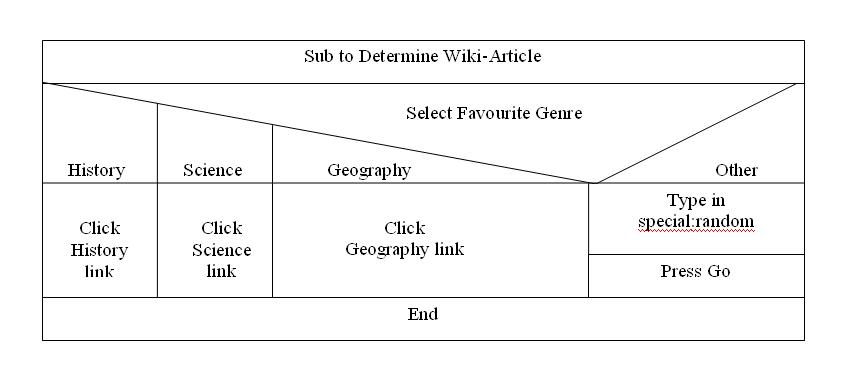 Sub to Determine Wiki-Article
Select Favourite Genre
History
Science
Geography
Other
Click
History
link
Click
Science
link
Click
Geography link
Type in
special:random
Press Go
End